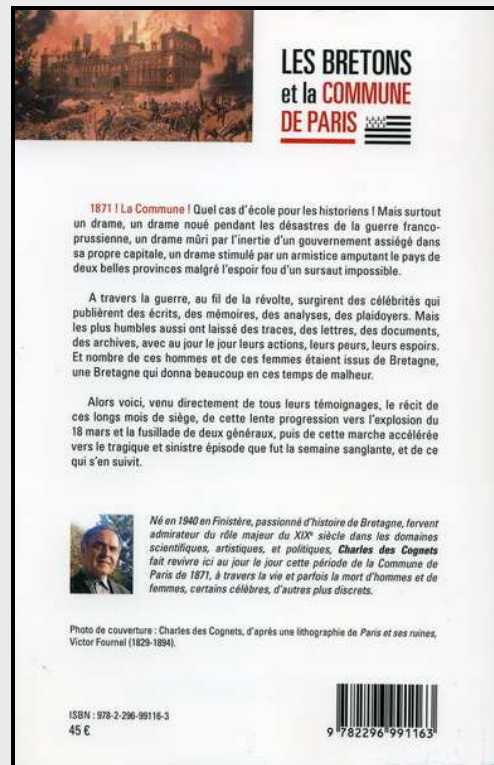 LES BRETONS
et la COMMUNE
DE PARIS
1871 ! La Commune ! Quel cas d'école pour les historiens ! Mais surtout
un drame, un drame noué pendant les désastres de la guerre franco-
prussienne, un drame mûri par l'inertie d'un gouvernement assiégé dans
sa propre capitale, un drame stimulé par un armistice amputant le pays de
deux belles provinces malgré l'espoir fou d'un sursaut impossible.
A travers la guerre, au fil de la révolte, surgirent des célébrités qui
publièrent des écrits, des mémoires, des analyses, des plaidoyers. Mais
les plus humbles aussi ont laissé des traces, des lettres, des documents,
des archives, avec au jour le jour leurs actions, leurs peurs, leurs espoirs.
Et nombre de ces hommes et de ces femmes étaient issus de Bretagne,
une Bretagne qui donna beaucoup en ces temps de malheur.
Alors voici, venu directement de tous leurs témoignages, le récit de
ces longs mois de siège, de cette lente progression vers l'explosion du
18 mars et la fusillade de deux généraux, puis de cette marche accélérée
vers le tragique et sinistre épisode que fut la semaine sanglante, et de ce
qui s'en suivit.
Né en 1940 en Finistère, passionné d'histoire de Bretagne, fervent
admirateur du rôle majeur du XIXe siècle dans les domaines
scientifiques, artistiques, et politiques, Charles des Cognets
fait revivre ici au jour le jour cette période de la Commune de
Paris de 1871, à travers la vie et parfois la mort d'hommes et de
femmes, certains célèbres, d'autres plus discrets.
Photo de couverture : Charles des Cognets, d'après une lithographie de Paris et ses ruines,
Victor Fournel (1829-1894).
ISBN : 978-2-296-99116-3
45 €
9 782296 991163